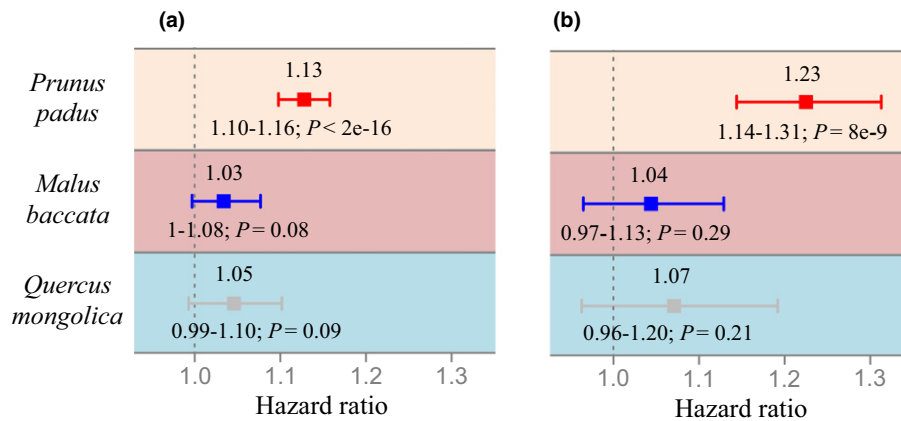 (a)
(b)
Prunus
padus
1.13
1.10-1.16; P < 2e-16
1.23
1.14-1.31; P = 8e-9
Malus
baccata
1.03
1-1.08; P = 0.08
1.04
0.97-1.13; P = 0.29
Quercus
mongolica
1.05
0.99-1.10; P = 0.09
1.07
0.96-1.20; P = 0.21
1.0 1.1 1.2 1.3
1.0 1.1 1.2 1.3
Hazard ratio
Hazard ratio